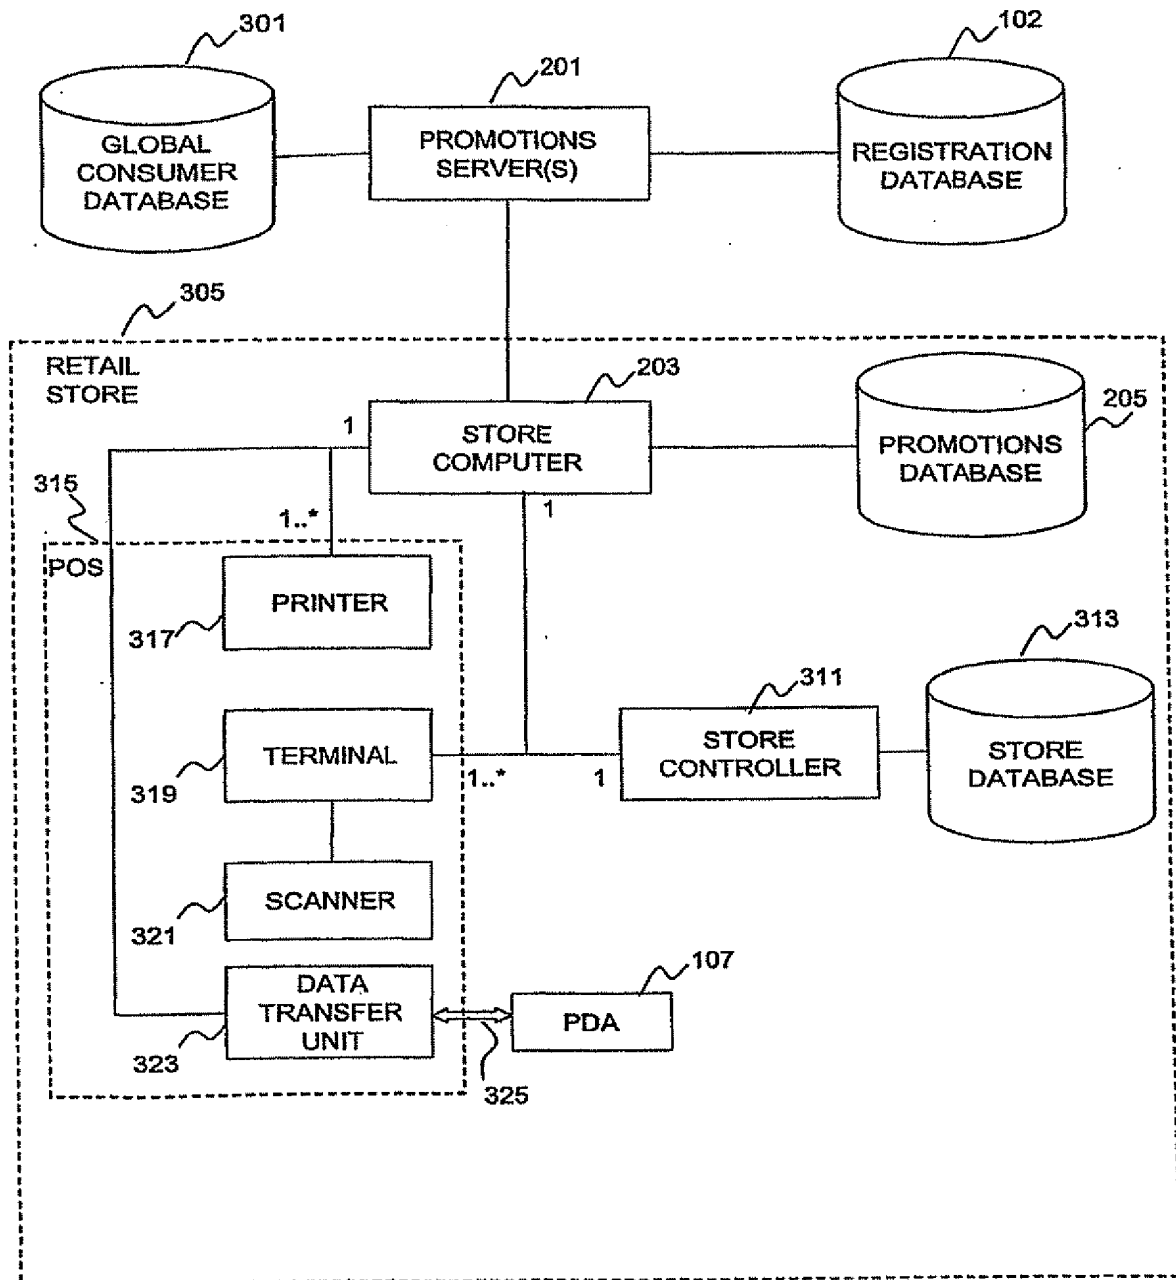 301
201
102
GLOBAL
CONSUMER
DATABASE
PROMOTIONS
SERVER(S)
REGISTRATION
DATABASE
305
RETAIL
STORE
203
205
1
STORE
COMPUTER
PROMOTIONS
DATABASE
315
1..*
1
POS
PRINTER
317
313
311
TERMINAL
319
1..*
1
STORE
CONTROLLER
STORE
DATABASE
SCANNER
321
107
DATA
TRANSFER
UNIT
323
PDA
325